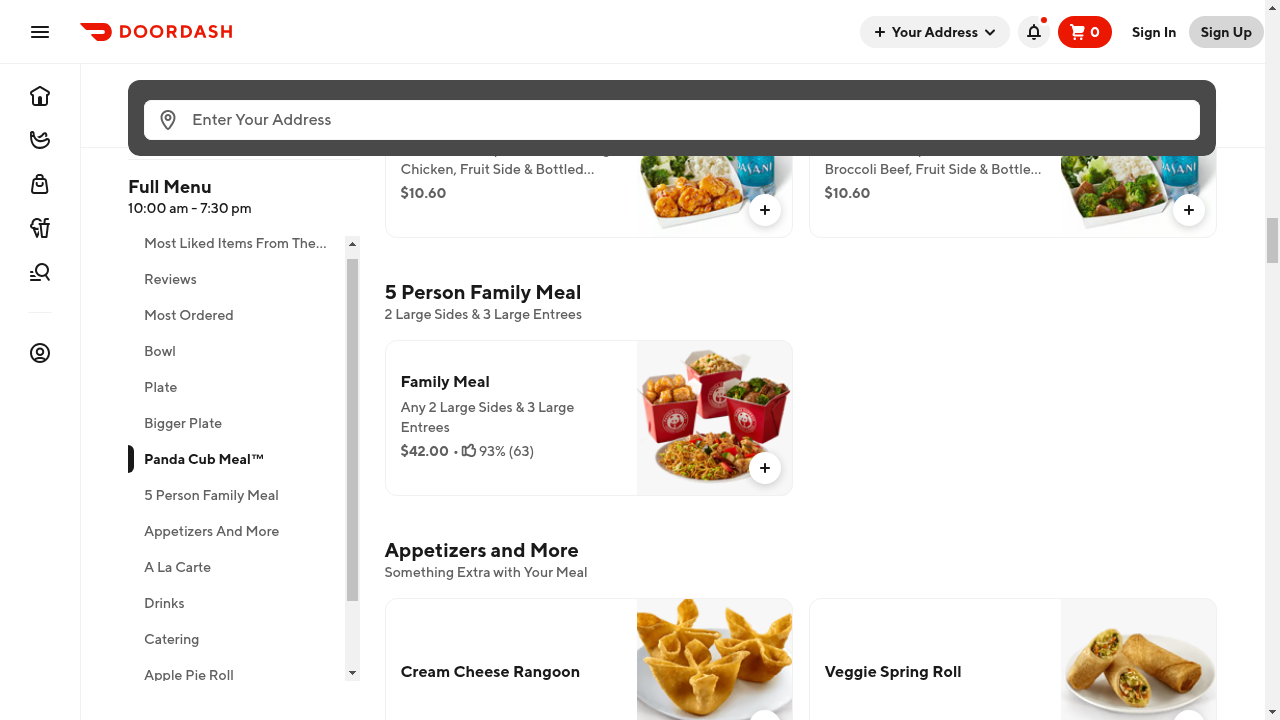 DOORDASH
Your Address
0
Sign In
Sign Up
Enter Your Address
Full Menu
10:00 am - 7:30 pm
Most Liked Items From The...
Reviews
Most Ordered
Bowl
Plate
Bigger Plate
Panda Cub Meal™
5 Person Family Meal
Appetizers And More
A La Carte
Drinks
Catering
Apple Pie Roll
Chicken, Fruit Side & Bottled...
$10.60
DASANI
Broccoli Beef, Fruit Side & Bottle...
$10.60
DASANI
5 Person Family Meal
2 Large Sides & 3 Large Entrees
Family Meal
Any 2 Large Sides & 3 Large
Entrees
$42.00 • 93% (63)
Appetizers and More
Something Extra with Your Meal
Cream Cheese Rangoon
Veggie Spring Roll